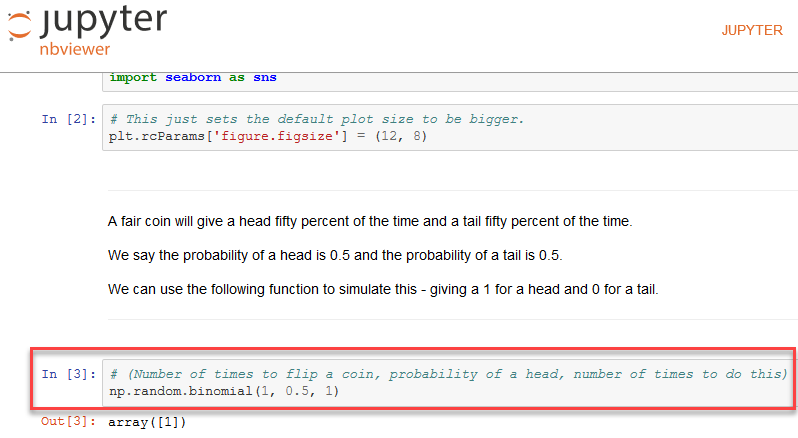 jupyter
nbviewer
JUPYTER
import seaborn as sns
In [2]: # This just sets the default plot size to be bigger.
plt.rcParams['figure.figsize'] = (12, 8)
A fair coin will give a head fifty percent of the time and a tail fifty percent of the time.
We say the probability of a head is 0.5 and the probability of a tail is 0.5.
We can use the following function to simulate this - giving a 1 for a head and 0 for a tail.
In [3]: # (Number of times to flip a coin, probability of a head, number of times to do this)
np.random.binomial(1, 0.5, 1)
Out[3]: array([1])